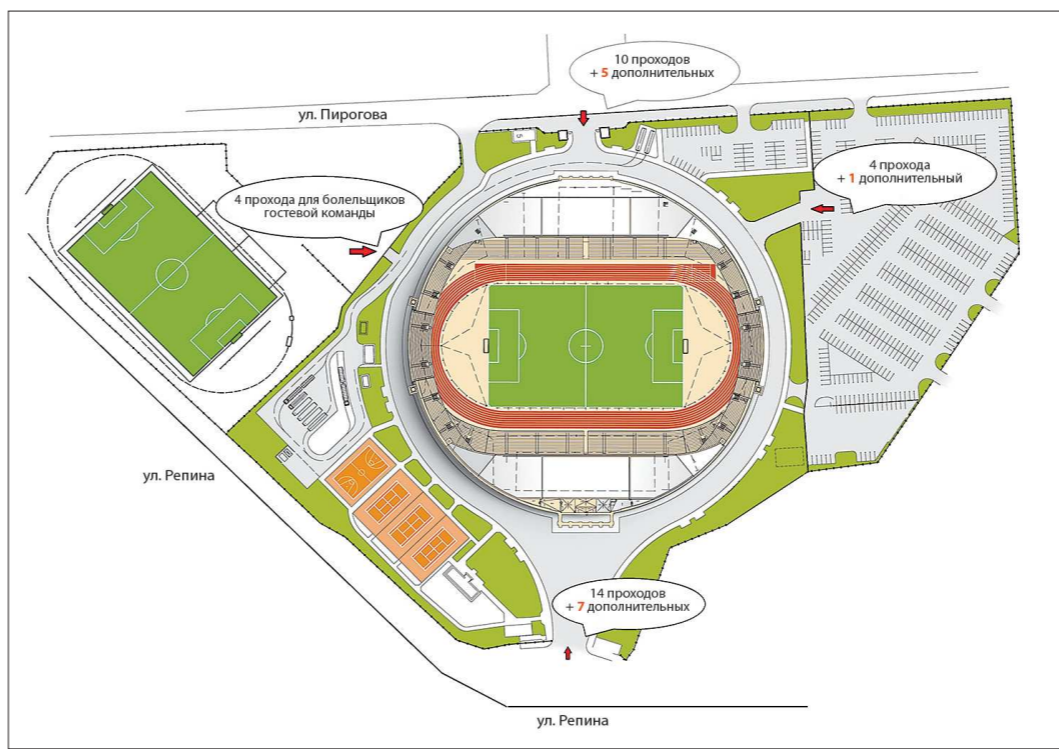 10 проходов
+ 5 дополнительных
ул. Пирогова
4 прохода
+ 1 дополнительный
4 прохода для болельщиков
гостевой команды
ул. Репина
14 проходов
+ 7 дополнительных
ул. Репина